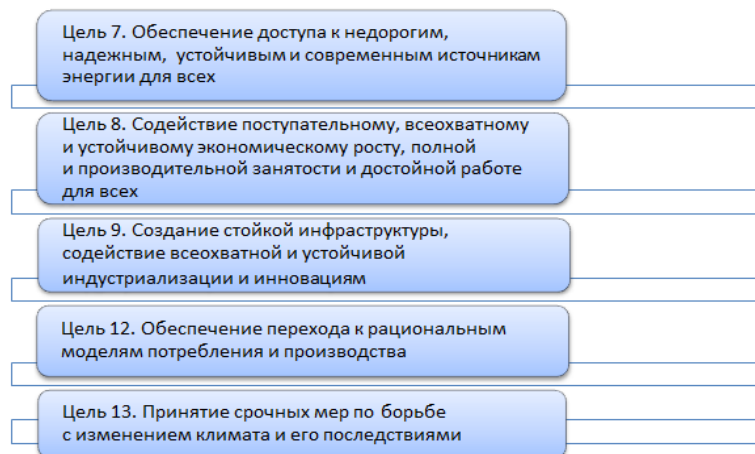 Цель 7. Обеспечение доступа к недорогим,
надежным, устойчивым и современным источникам
энергии для всех
Цель 8. Содействие поступательному, всеохватному
и устойчивому экономическому росту, полной
и производительной занятости и достойной работе
для всех
Цель 9. Создание стойкой инфраструктуры,
содействие всеохватной и устойчивой
индустриализации и инновациям
Цель 12. Обеспечение перехода к рациональным
моделям потребления и производства
Цель 13. Принятие срочных мер по борьбе
с изменением климата и его последствиями